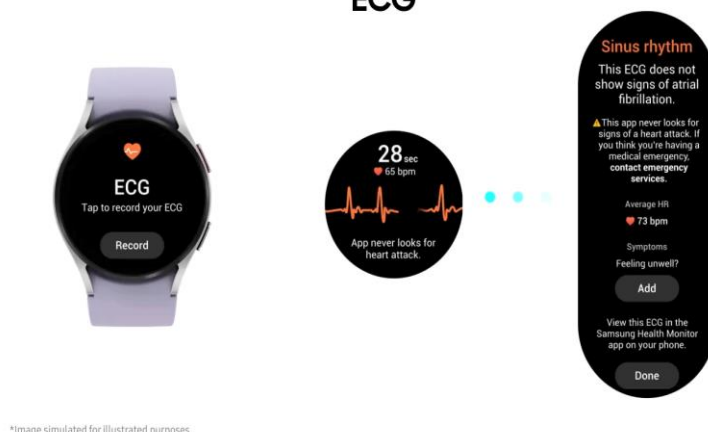 ECG
ECG
Tap to record your ECG
Record
28 sec
65 bpm
App never looks for
heart attack.
Sinus rhythm
This ECG does not
show signs of atrial
fibrillation.
This app never looks for
signs of a heart attack. If
you think you're having a
medical emergency,
contact emergency
services.
Average HR
73 bpm
Symptoms
Feeling unwell?
Add
View this ECG in the
Samsung Health Monitor
app on your phone.
Done
*Image simulated for illustrated purposes